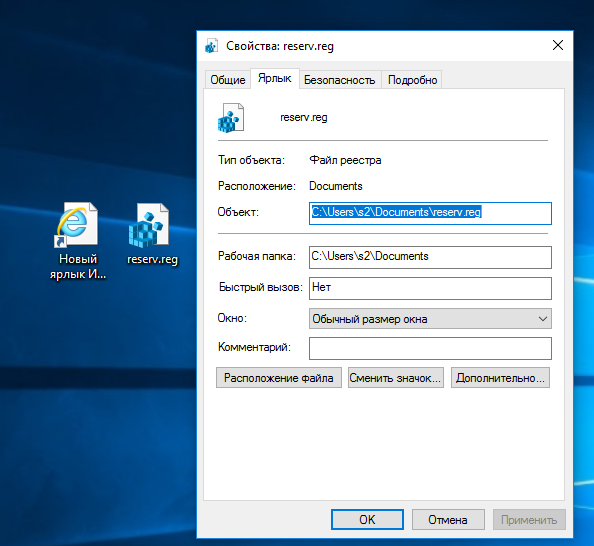 Свойства: reserv.reg
Общие Ярлык Безопасность Подробно
reserv.reg
Тип объекта: Файл реестра
Расположение: Documents
Объект: C:\Users\s2\Documents\reserv.reg
Рабочая папка: C:\Users\s2\Documents
Быстрый вызов: Нет
Окно: Обычный размер окна
Комментарий:
Расположение файла Сменить значок... Дополнительно...
OK Отмена Применить
Новый
ярлык И...
reserv.reg